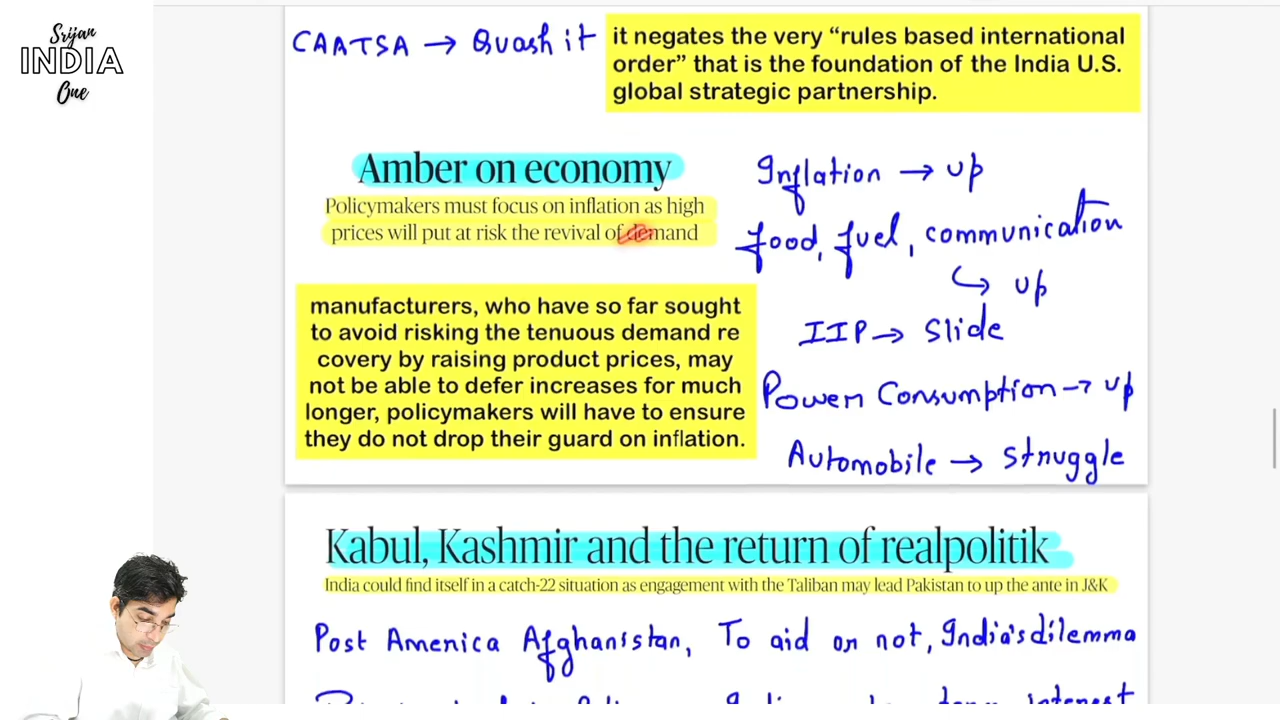 Srijan
INDIA
One
CAATSA → Quash it
it negates the very “rules based international
order” that is the foundation of the India U.S.
global strategic partnership.
Amber on economy
Policymakers must focus on inflation as high
prices will put at risk the revival of demand
manufacturers, who have so far sought
to avoid risking the tenuous demand re
covery by raising product prices, may
not be able to defer increases for much
longer, policymakers will have to ensure
they do not drop their guard on inflation.
Inflation → up
food, fuel, communication
↳ up
IIP → Slide
Power Consumption → up
Automobile → Struggle
Kabul, Kashmir and the return of realpolitik
India could find itself in a catch-22 situation as engagement with the Taliban may lead Pakistan to up the ante in J&K
Post America Afghanistan, To aid or not, India's dilemma